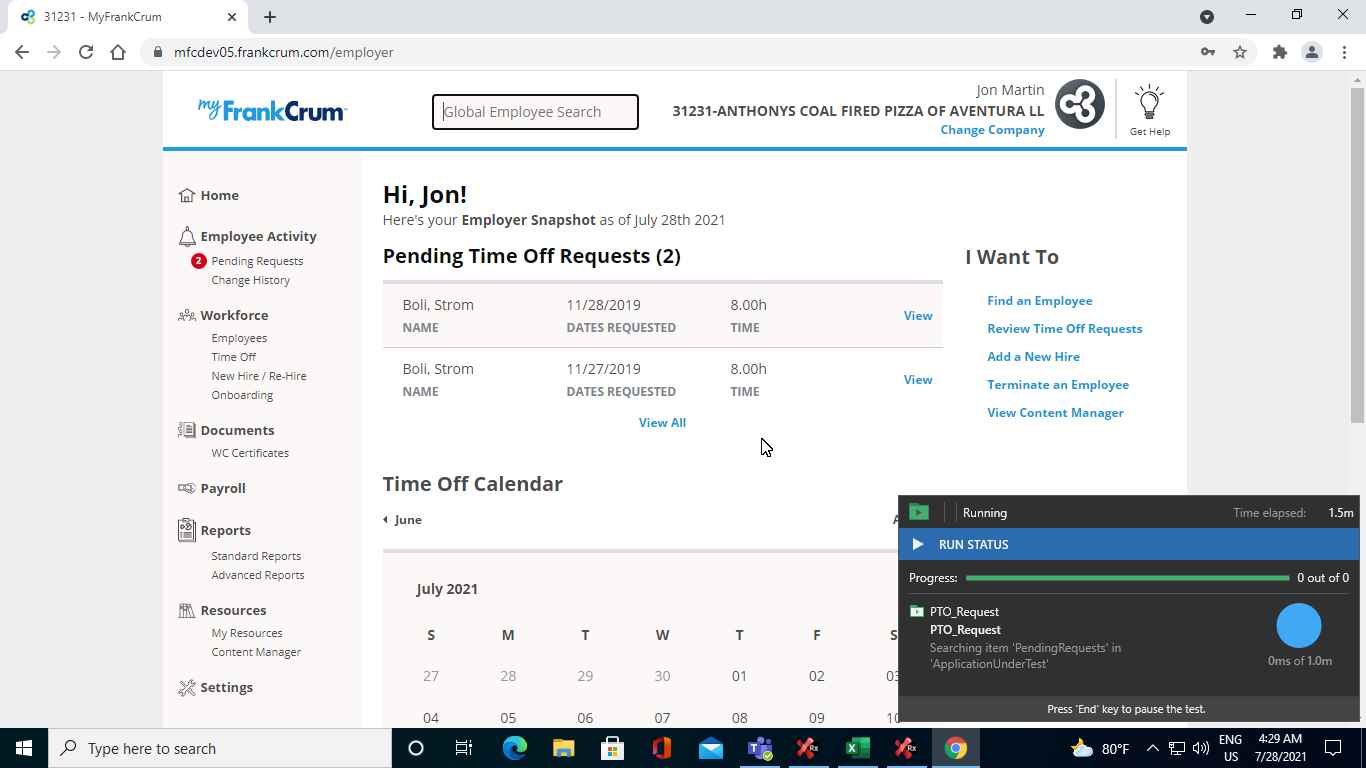 31231 - MyFrankCrum
mfcdev05.frankcrum.com/employer
myFrankCrum
Global Employee Search
Jon Martin
31231-ANTHONYS COAL FIRED PIZZA OF AVENTURA LL
Change Company
Get Help
Home
Employee Activity
2 Pending Requests
Change History
Workforce
Employees
Time Off
New Hire / Re-Hire
Onboarding
Documents
WC Certificates
Payroll
Reports
Standard Reports
Advanced Reports
Resources
My Resources
Content Manager
Settings
Hi, Jon!
Here's your Employer Snapshot as of July 28th 2021
Pending Time Off Requests (2)
Boli, Strom 11/28/2019 8.00h
NAME DATES REQUESTED TIME
View
Boli, Strom 11/27/2019 8.00h
NAME DATES REQUESTED TIME
View
View All
I Want To
Find an Employee
Review Time Off Requests
Add a New Hire
Terminate an Employee
View Content Manager
Time Off Calendar
June
July 2021
S M T W T F S
27 28 29 30 01 02
04 05 06 07 08 09
Running Time elapsed: 1.5m
RUN STATUS
Progress: 0 out of 0
PTO_Request
PTO_Request
Searching item 'PendingRequests' in
'ApplicationUnderTest'
0ms of 1.0m
Press 'End' key to pause the test.
Type here to search
Rx
Rx
80°F
ENG
US
4:29 AM
7/28/2021